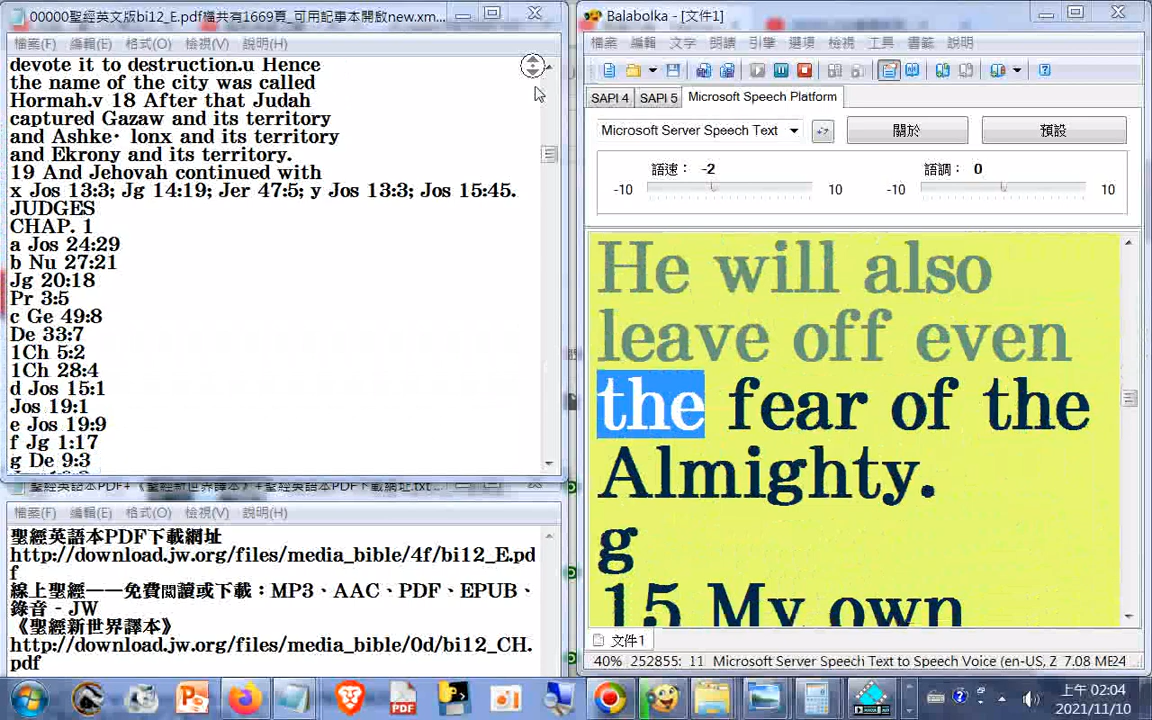 00000聖經英文版bi12_E.pdf檔共有1669頁_可用記事本開啟new.xm...
檔案(F) 編輯(E) 格式(O) 檢視(V) 說明(H)
devote it to destruction.u Hence
the name of the city was called
Hormah.v 18 After that Judah
captured Gazaw and its territory
and Ashke· lonx and its territory
and Ekrony and its territory.
19 And Jehovah continued with
x Jos 13:3; Jg 14:19; Jer 47:5; y Jos 13:3; Jos 15:45.
JUDGES
CHAP. 1
a Jos 24:29
b Nu 27:21
Jg 20:18
Pr 3:5
c Ge 49:8
De 33:7
1Ch 5:2
1Ch 28:4
d Jos 15:1
Jos 19:1
e Jos 19:9
f Jg 1:17
g De 9:3
聖經英語本PDF+《聖經新世界譯本》+聖經英語本PDF下載網址.txt ...
檔案(F) 編輯(E) 格式(O) 檢視(V) 說明(H)
聖經英語本PDF下載網址
http://download.jw.org/files/media_bible/4f/bi12_E.pd
f
線上聖經——免費閱讀或下載：MP3、AAC、PDF、EPUB、
錄音 - JW
《聖經新世界譯本》
http://download.jw.org/files/media_bible/0d/bi12_CH.
pdf
Balabolka - [文件1]
檔案 編輯 文字 朗讀 引擎 選項 檢視 工具 書籤 說明
SAPI 4 SAPI 5 Microsoft Speech Platform
Microsoft Server Speech Text 關於 預設
語速： -2 語調： 0
-10 10 -10 10
He will also
leave off even
the fear of the
Almighty.
g
15 My own
文件1
40% 252855: 11 Microsoft Server Speech Text to Speech Voice (en-US, Z 7.08 ME24
上午 02:04
2021/11/10